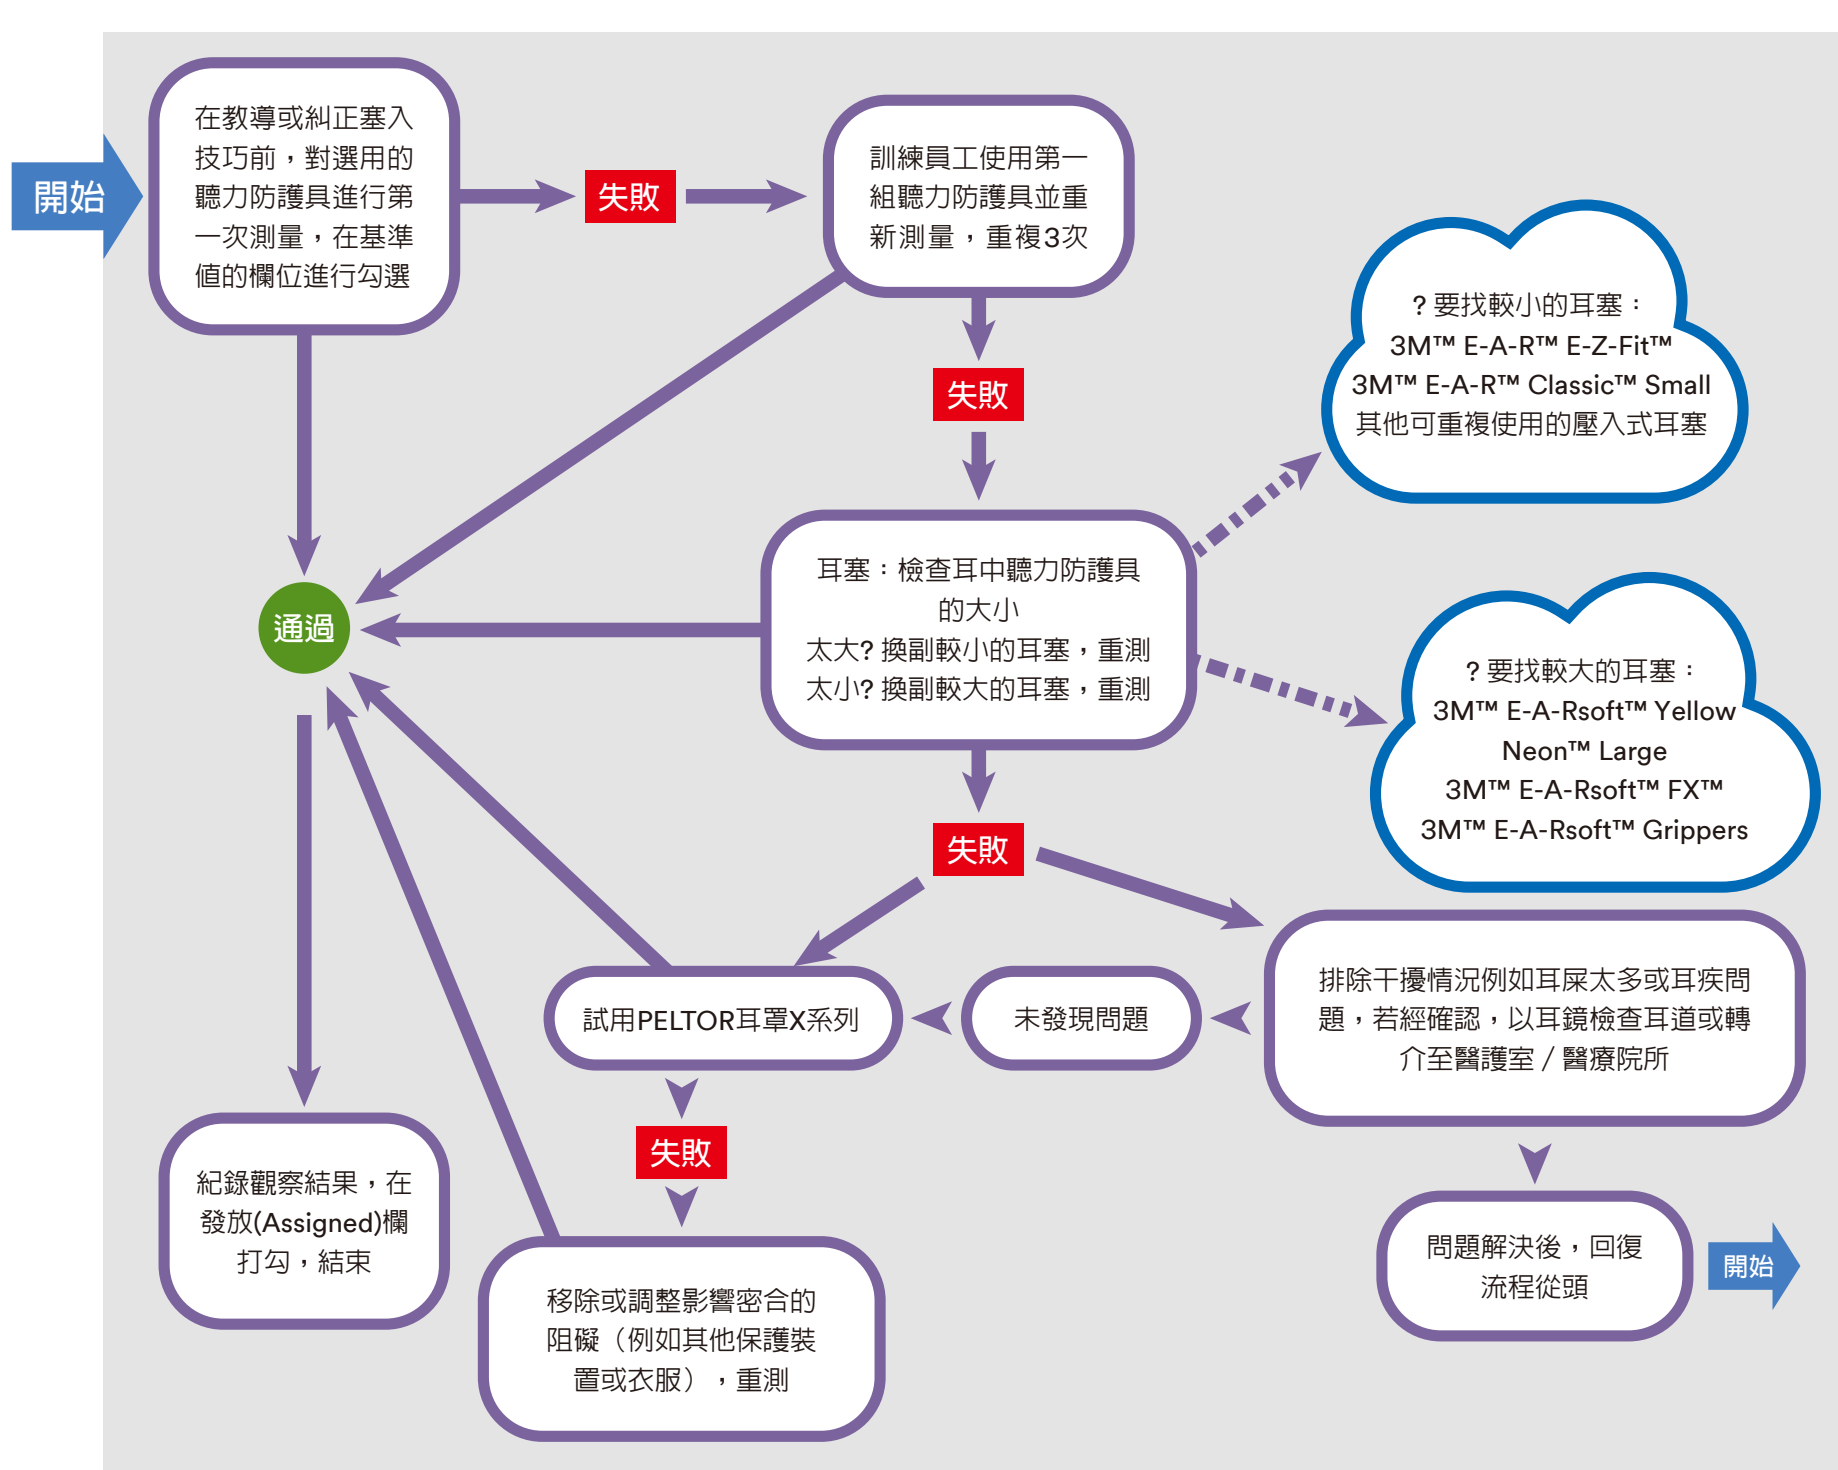 開始
在教導或糾正塞入
技巧前，對選用的
聽力防護具進行第
一次測量，在基準
值的欄位進行勾選
失敗
訓練員工使用第一
組聽力防護具並重
新測量，重複3次
失敗
? 要找較小的耳塞：
3M™ E-A-R™ E-Z-Fit™
3M™ E-A-R™ Classic™ Small
其他可重複使用的壓入式耳塞
耳塞：檢查耳中聽力防護具
的大小
太大? 換副較小的耳塞，重測
太小? 換副較大的耳塞，重測
通過
? 要找較大的耳塞：
3M™ E-A-Rsoft™ Yellow
Neon™ Large
3M™ E-A-Rsoft™ FX™
3M™ E-A-Rsoft™ Grippers
失敗
試用PELTOR耳罩X系列
未發現問題
排除干擾情況例如耳屎太多或耳疾問
題，若經確認，以耳鏡檢查耳道或轉
介至醫護室／醫療院所
失敗
紀錄觀察結果，在
發放(Assigned)欄
打勾，結束
移除或調整影響密合的
阻礙（例如其他保護裝
置或衣服），重測
問題解決後，回復
流程從頭
開始